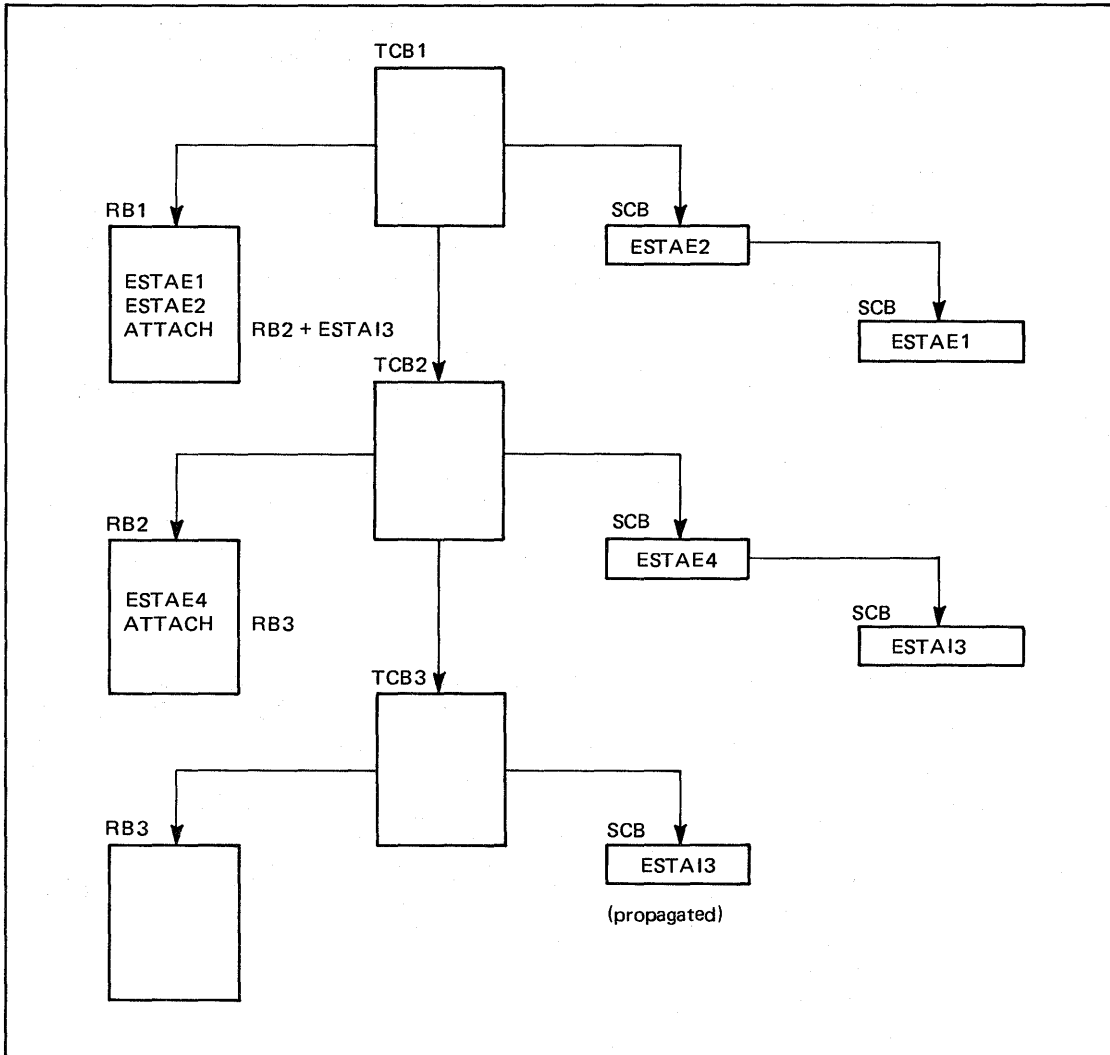 TCB1
RB1
ESTAE1
ESTAE2
ATTACH RB2 + ESTAI3
SCB
ESTAE2
SCB
ESTAE1
TCB2
RB2
ESTAE4
ATTACH RB3
SCB
ESTAE4
SCB
ESTAI3
TCB3
RB3
SCB
ESTAI3
(propagated)